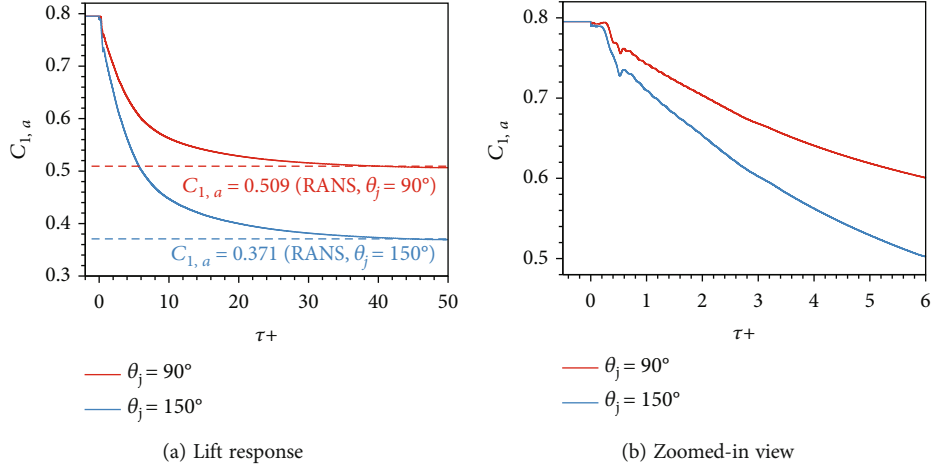 0.8
0.7
0.6
0.5
0.4
0.3
C1, a
C1, a = 0.509 (RANS, θj = 90°)
C1, a = 0.371 (RANS, θj = 150°)
0 10 20 30 40 50
τ+
θj = 90°
θj = 150°
(a) Lift response
0.8
0.7
0.6
0.5
C1, a
0 1 2 3 4 5 6
τ+
θj = 90°
θj = 150°
(b) Zoomed-in view